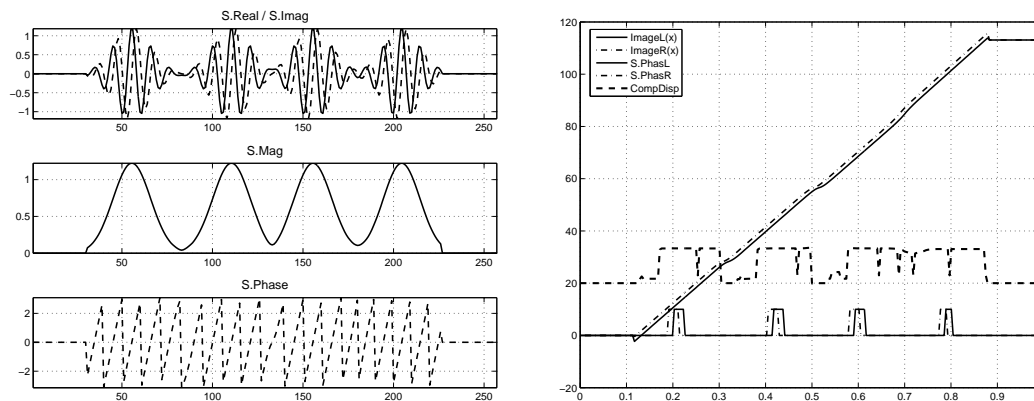 S.Real / S.Imag
1
0.5
0
−0.5
−1
50 100 150 200 250
S.Mag
1
0.5
0
50 100 150 200 250
S.Phase
2
0
−2
50 100 150 200 250
120
100
80
60
40
20
0
−20
0 0.1 0.2 0.3 0.4 0.5 0.6 0.7 0.8 0.9
ImageL(x)
ImageR(x)
S.PhasL
S.PhasR
CompDisp